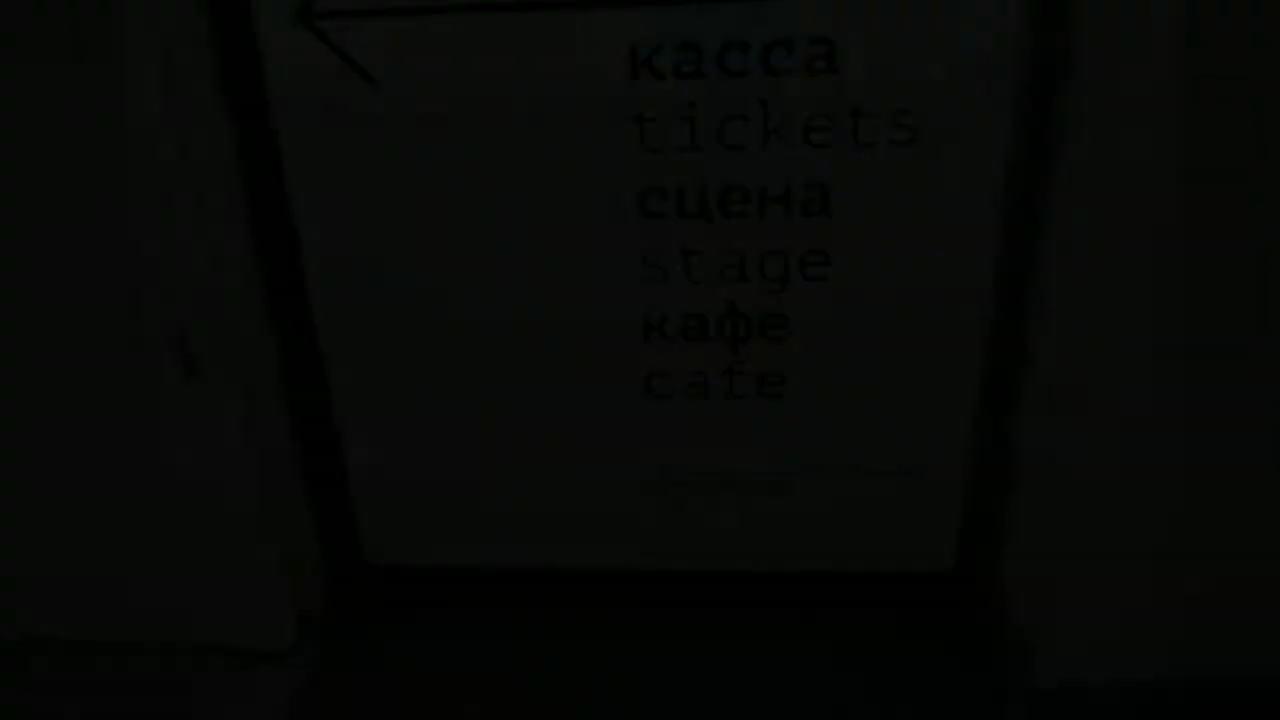 касса
tickets
сцена
stage
кафе
cafe